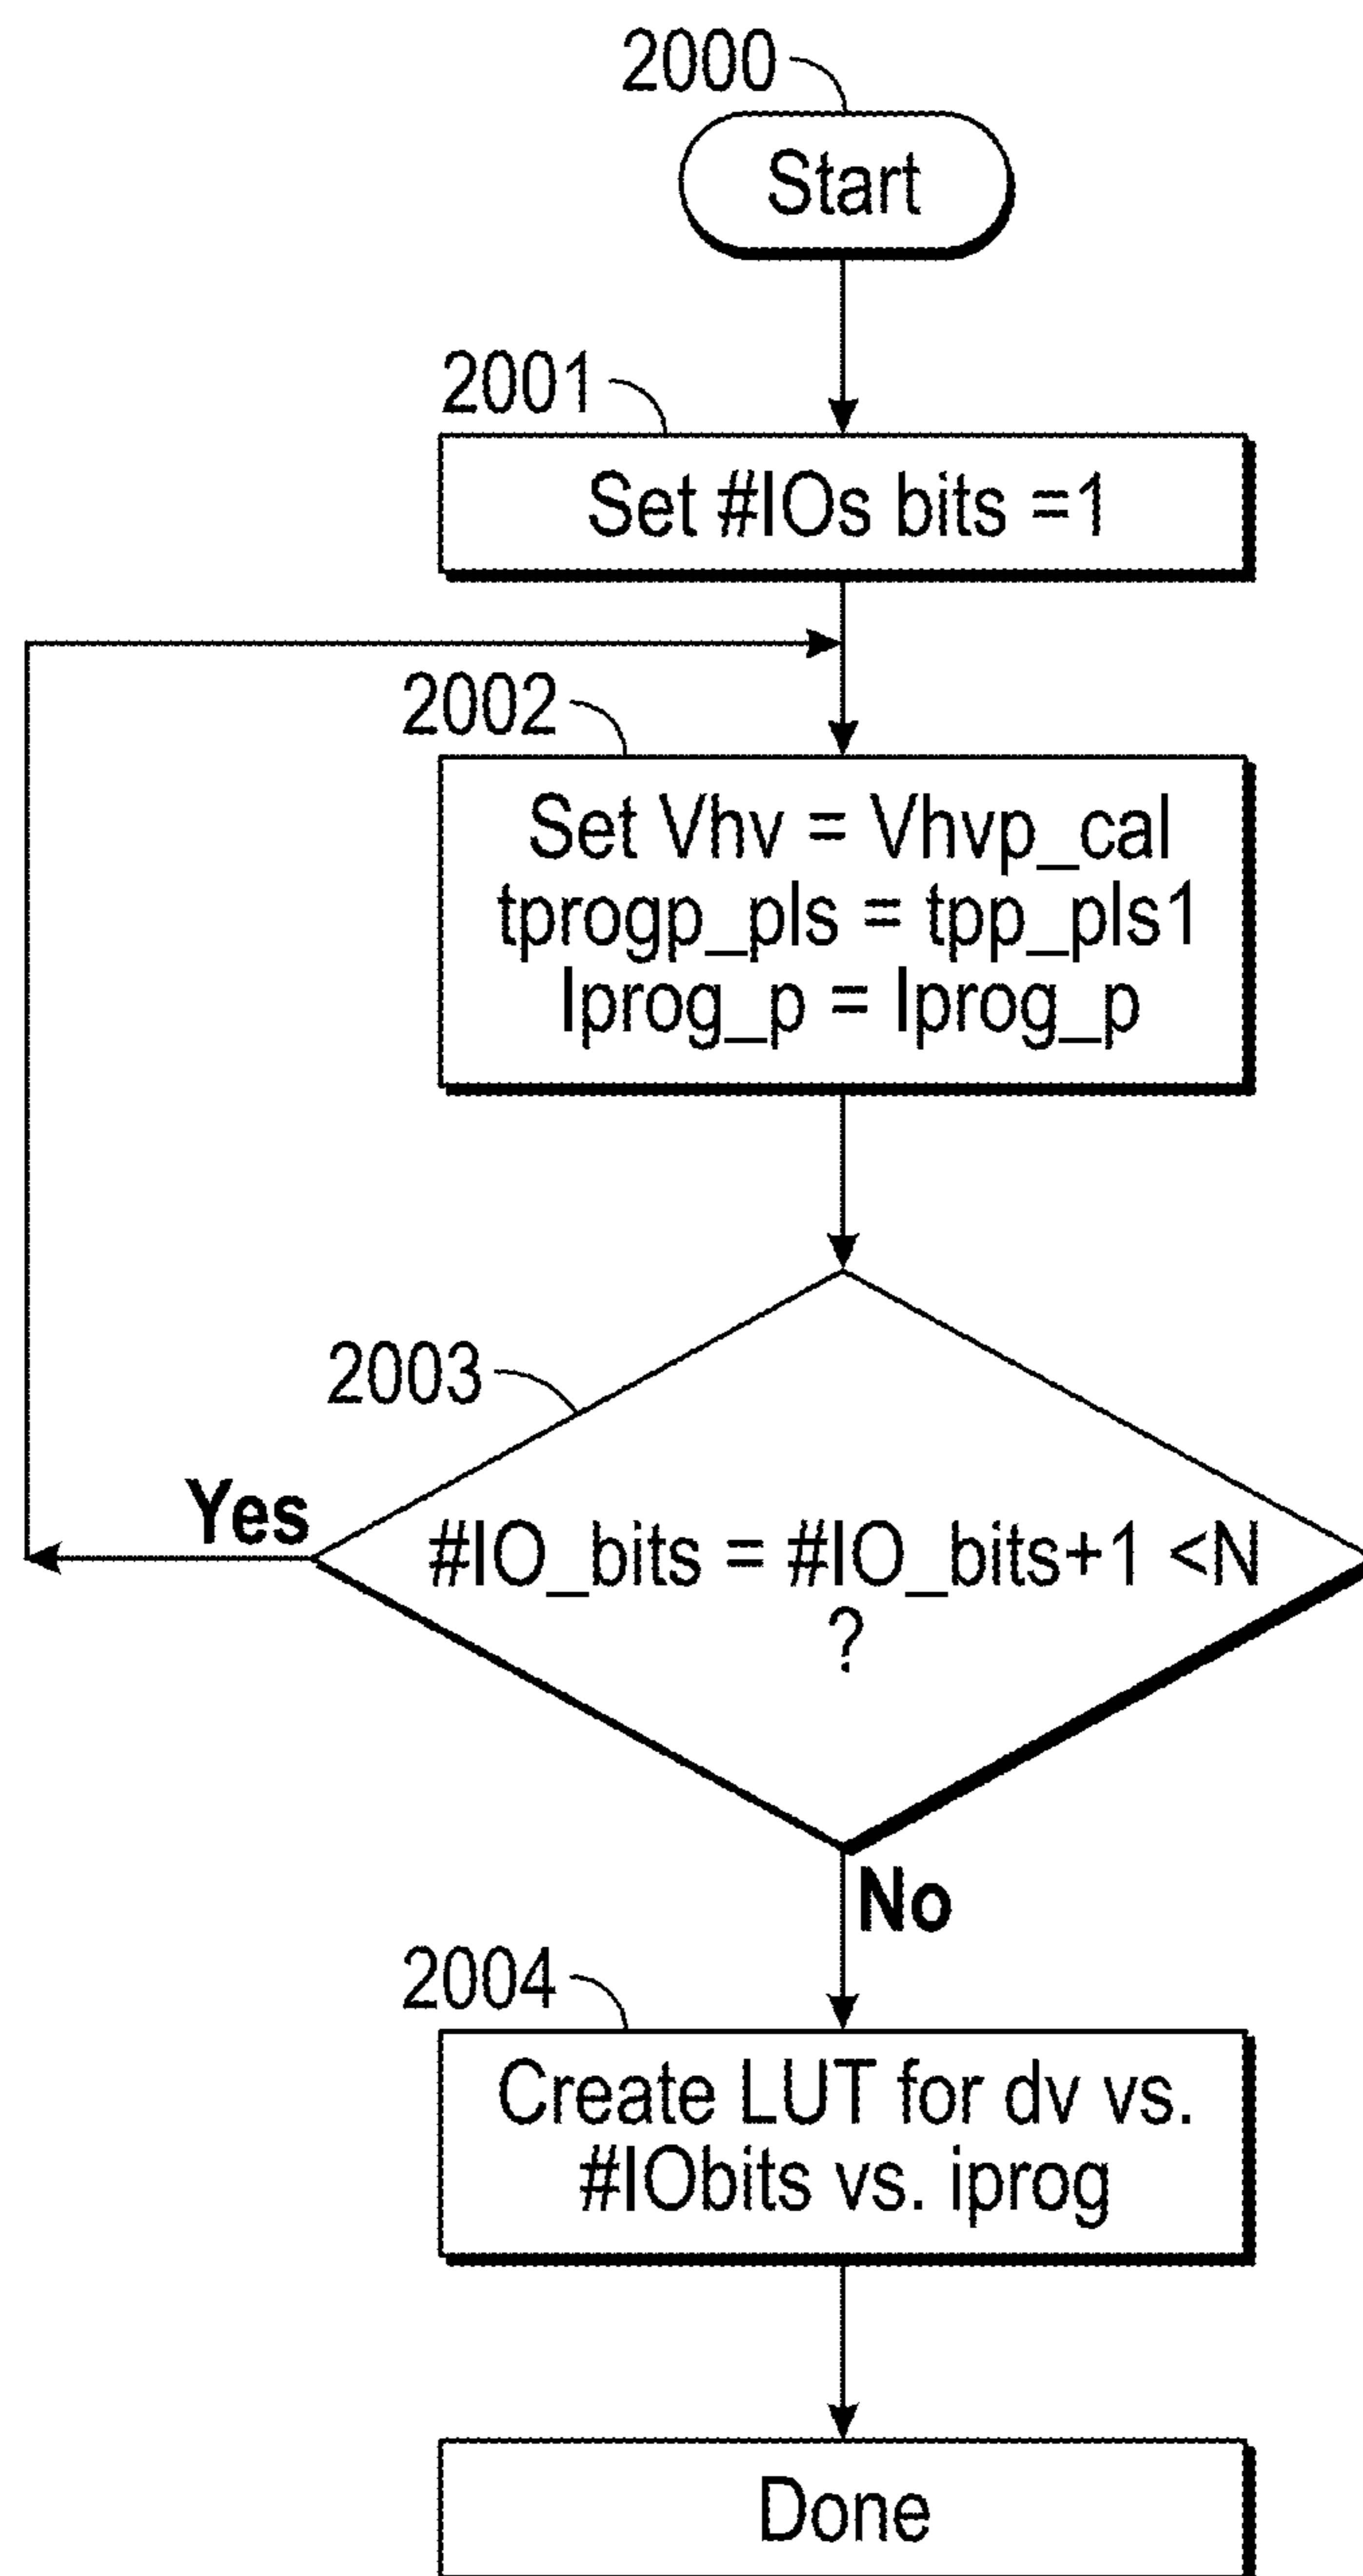 2000
Start
2001
Set #IOs bits =1
2002
Set Vhv = Vhvp_cal
tprogp_pls = tpp_pls1
Iprog_p = Iprog_p
2003
Yes
#IO_bits = #IO_bits+1 <N
?
No
2004
Create LUT for dv vs.
#IObits vs. iprog
Done